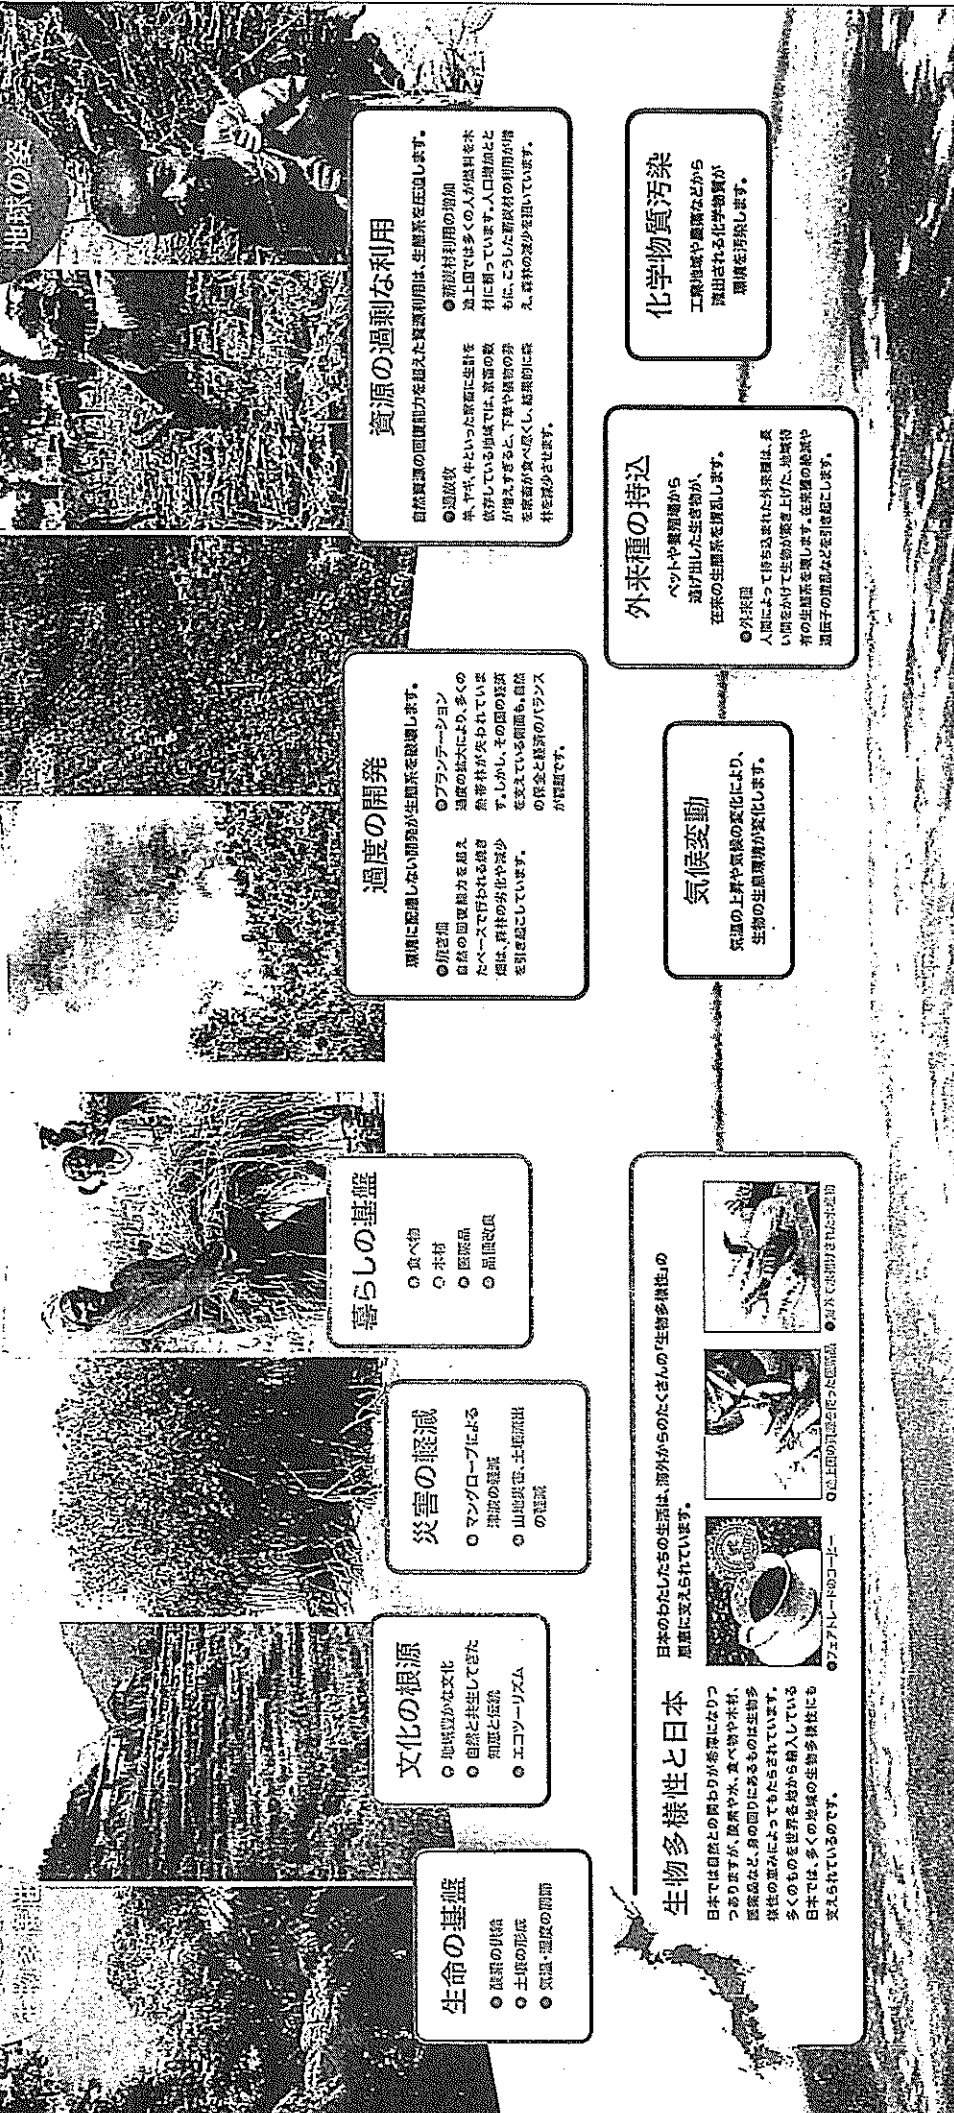 生命の基盤
酸素の供給
土壌の形成
気温・湿度の調節
文化の根源
地域豊かな文化
自然と共生してきた
知恵と伝統
エコツーリズム
災害の軽減
マングローブによる
津波の軽減
山地災害、土壌流出
の軽減
暮らしの基盤
食べ物
木材
医薬品
品種改良
過度の開発
環境に配慮しない開発が生態系を破壊します。
●焼き畑
自然の回復能力を超え
たペースで行われる焼き
畑は、森林の劣化や減少
を引き起こしています。
●プランテーション
過度の拡大により、多くの
熱帯林が失われていま
す。しかし、その国の経済
を支えている側面も。自然
の保全と経済のバランス
が課題です。
資源の過剰な利用
自然資源の回復能力を超えた資源利用は、生態系を圧迫します。
●過放牧
羊、ヤギ、牛といった家畜に生計を
依存している地域では、家畜の数
が増えすぎると、下草や植物の芽
を家畜が食べ尽くし、結果的に森
林を減少させます。
●薪炭材利用の増加
途上国では多くの人が燃料を木
材に頼っています。人口増加とと
もに、こうした薪炭材の利用が増
え、森林の減少を招いています。
地球の姿
生物多様性と日本
日本では自然との関わりが希薄になりつ
つありますが、酸素や水、食べ物や木材、
医薬品など、身の回りにあるものは生物多
様性の恵みによってもたらされています。
多くのものを世界各地から輸入している
日本では、多くの地域の生物多様性にも
支えられているのです。
日本のわたしたちの生活は、海外からのたくさんの「生物多様性」の
恩恵に支えられています。
●フェアトレードのコーヒー
●途上国の資源を使った医薬品
●海外で水揚げされた水産物
気候変動
気温の上昇や気候の変化により、
生物の生息環境が変化します。
外来種の持込
ペットや養殖場から
逃げ出した生き物が、
在来の生態系を撹乱します。
●外来種
人間によって持ち込まれた外来種は、長
い間をかけて生物が築き上げた、地域特
有の生態系を壊します。在来種の絶滅や
遺伝子の撹乱などを引き起こします。
化学物質汚染
工業地域や農場などから
流出される化学物質が
環境を汚染します。